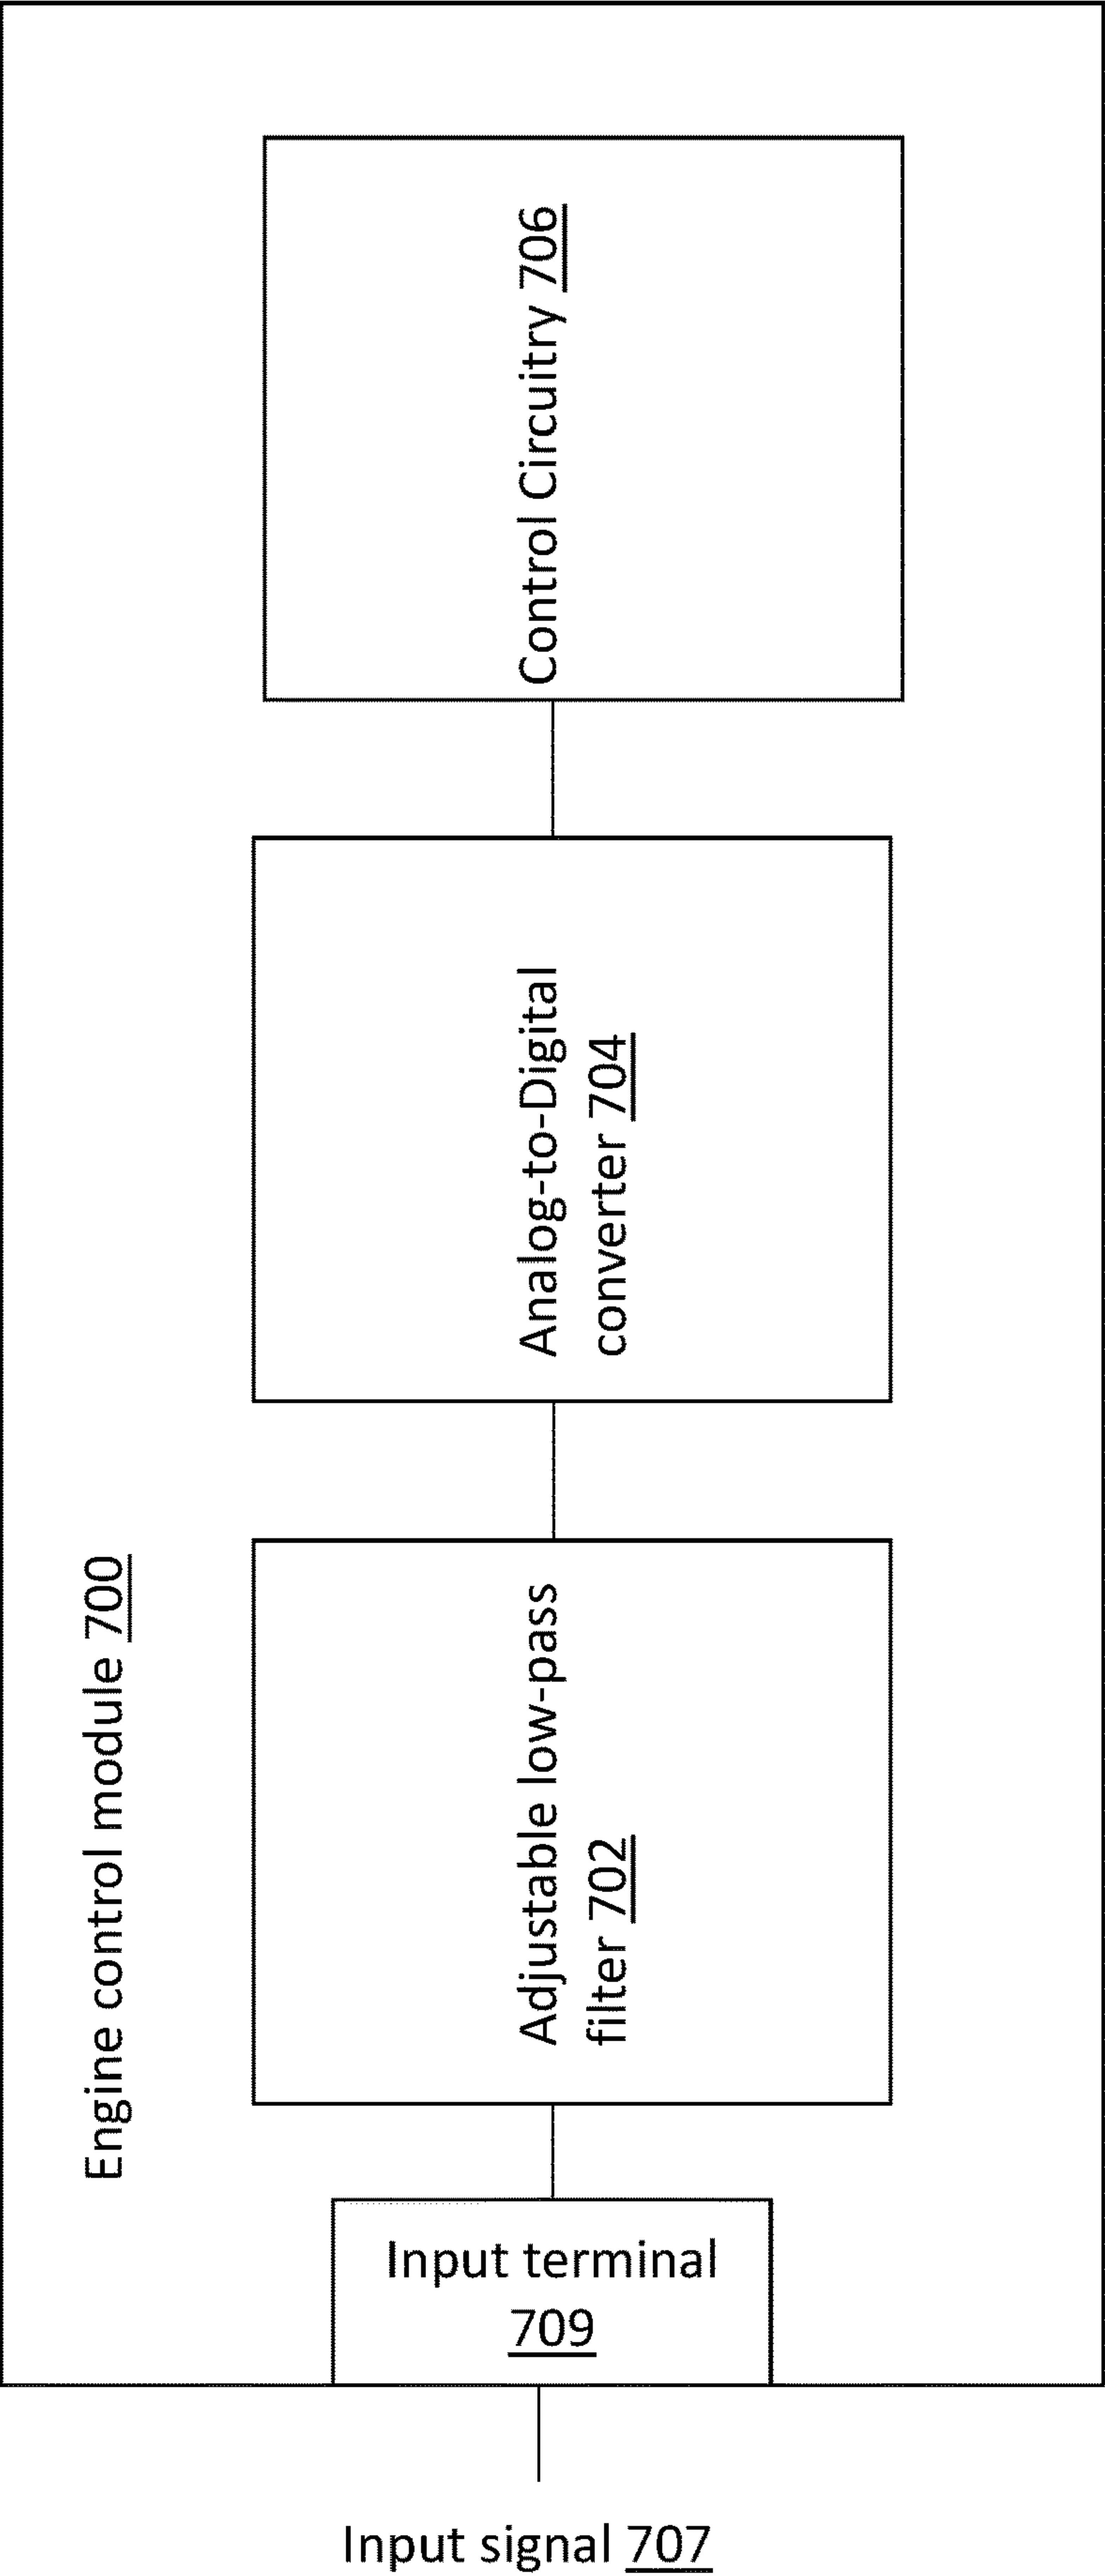 Engine control module 700
Input signal 707
Input terminal
709
Adjustable low-pass
filter 702
Analog-to-Digital
converter 704
Control Circuitry 706